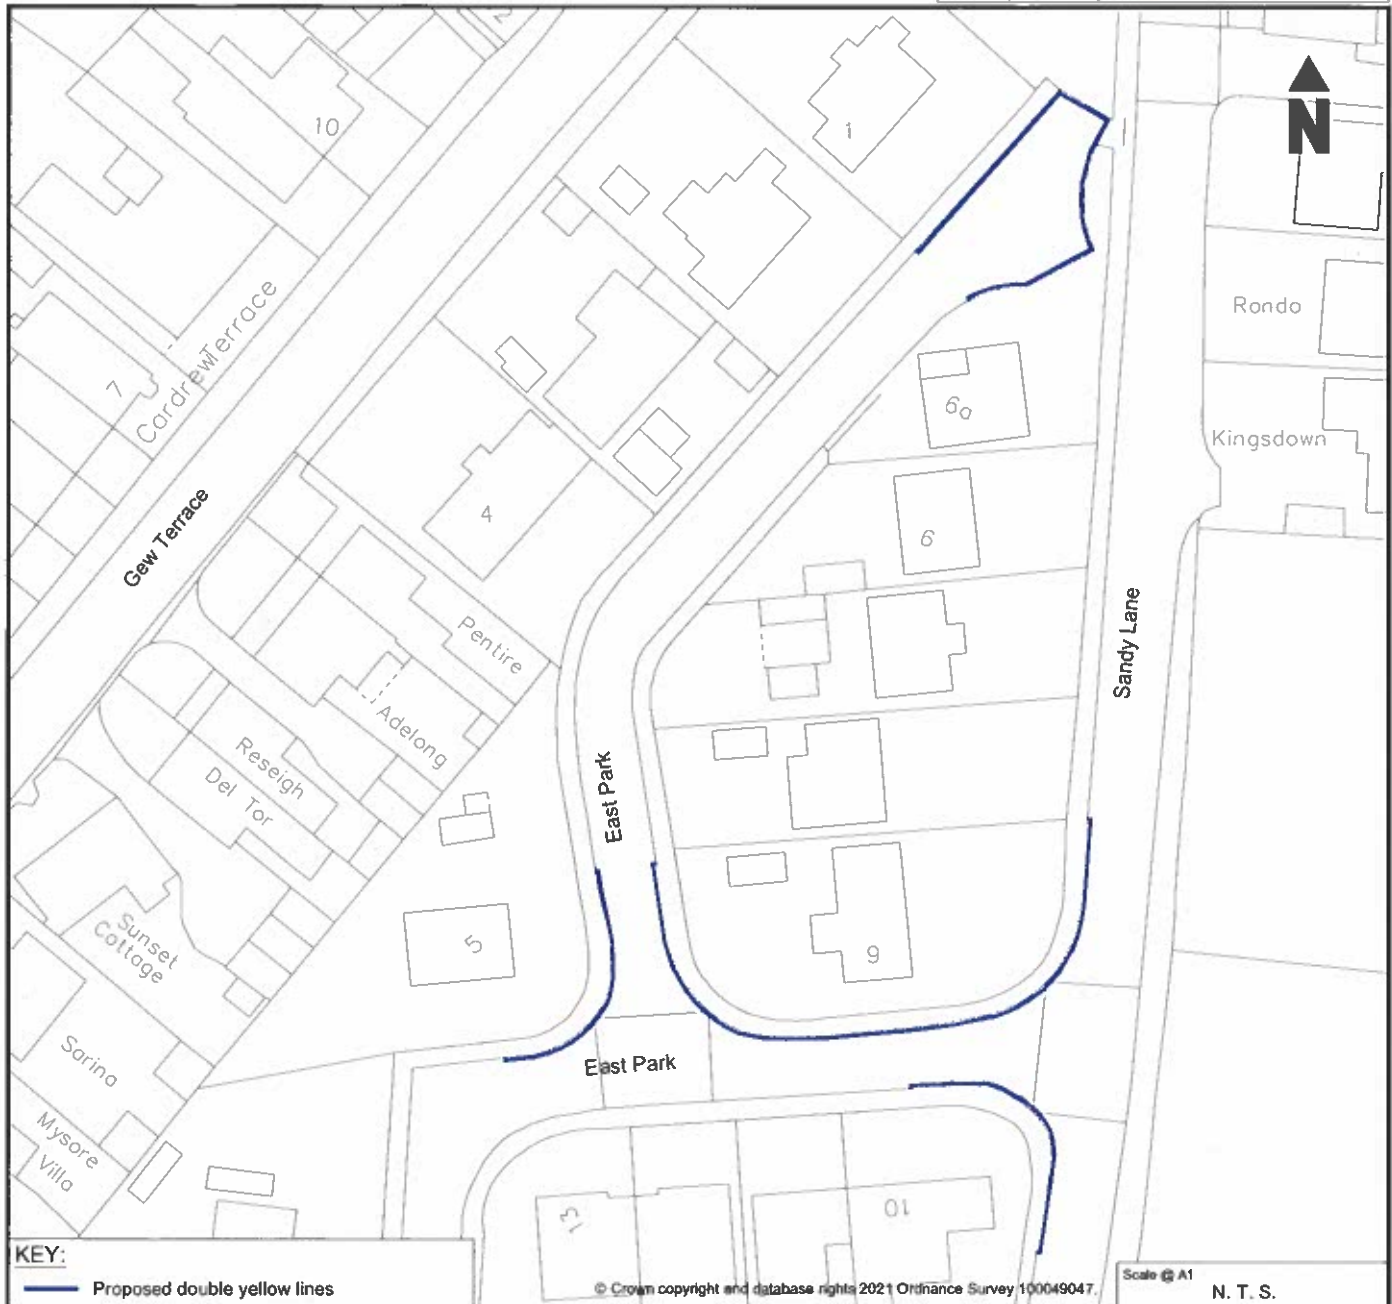 10
1
N
Rondo
7
Cardrew Terrace
6a
Kingsdown
4
Gew Terrace
6
Pentire
Sandy Lane
Adelong
Reseigh
Del Tor
East Park
Sunset
Cottage
5
9
Sarina
East Park
Mysore
Villa
13
10
KEY:
Proposed double yellow lines
© Crown copyright and database rights 2021 Ordnance Survey 100049047.
Scale @ A1
N. T. S.